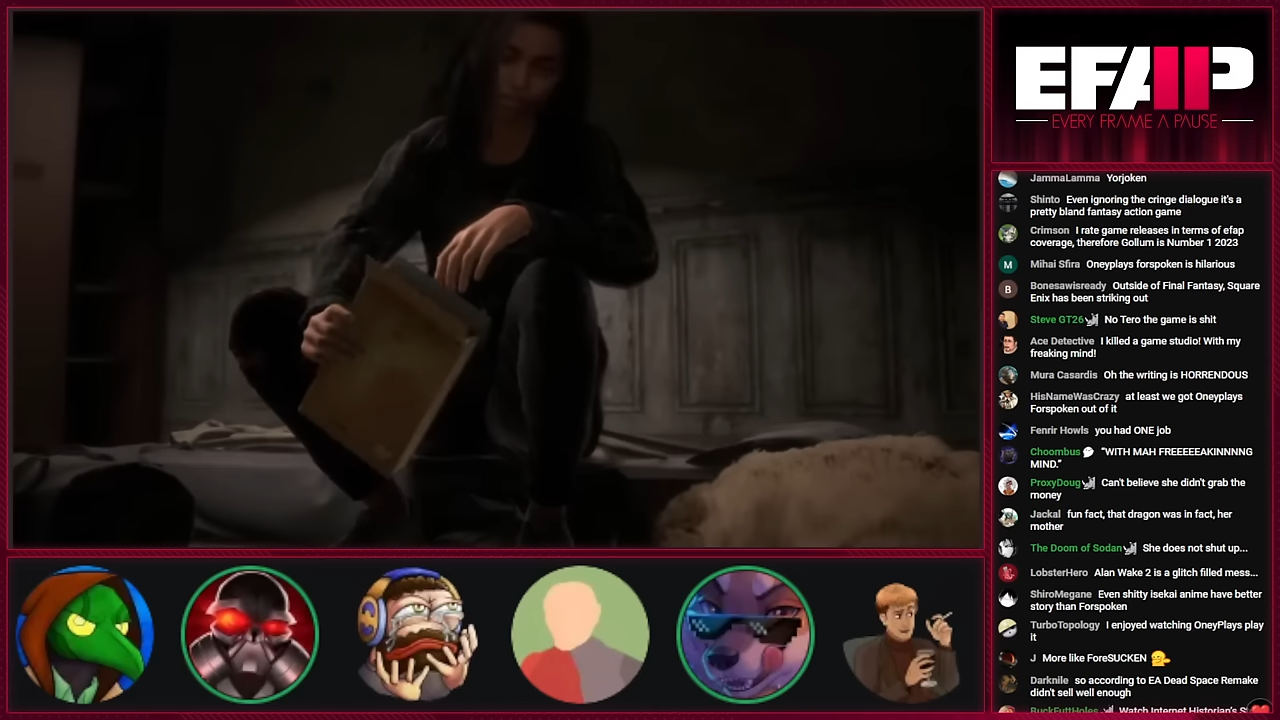 EFAP
EVERY FRAME A PAUSE
JammaLamma Yorjoken
Shinto Even ignoring the cringe dialogue it's a
pretty bland fantasy action game
Crimson I rate game releases in terms of efap
coverage, therefore Gollum is Number 1 2023
M Mihai Sfira Oneyplays forspoken is hilarious
B Bonesawisready Outside of Final Fantasy, Square
Enix has been striking out
Steve GT26 No Tero the game is shit
Ace Detective I killed a game studio! With my
freaking mind!
Mura Casardis Oh the writing is HORRENDOUS
HisNameWasCrazy at least we got Oneyplays
Forspoken out of it
Fenrir Howls you had ONE job
Choombus “WITH MAH FREEEEEAKINNNNG
MIND.”
ProxyDoug Can't believe she didn't grab the
money
Jackal fun fact, that dragon was in fact, her
mother
The Doom of Sodan She does not shut up...
LobsterHero Alan Wake 2 is a glitch filled mess...
ShiroMegane Even shitty isekai anime have better
story than Forspoken
TurboTopology I enjoyed watching OneyPlays play
it
J More like ForeSUCKEN
Darknile so according to EA Dead Space Remake
didn't sell well enough
BuckFuttHoles Watch Internet Historian's